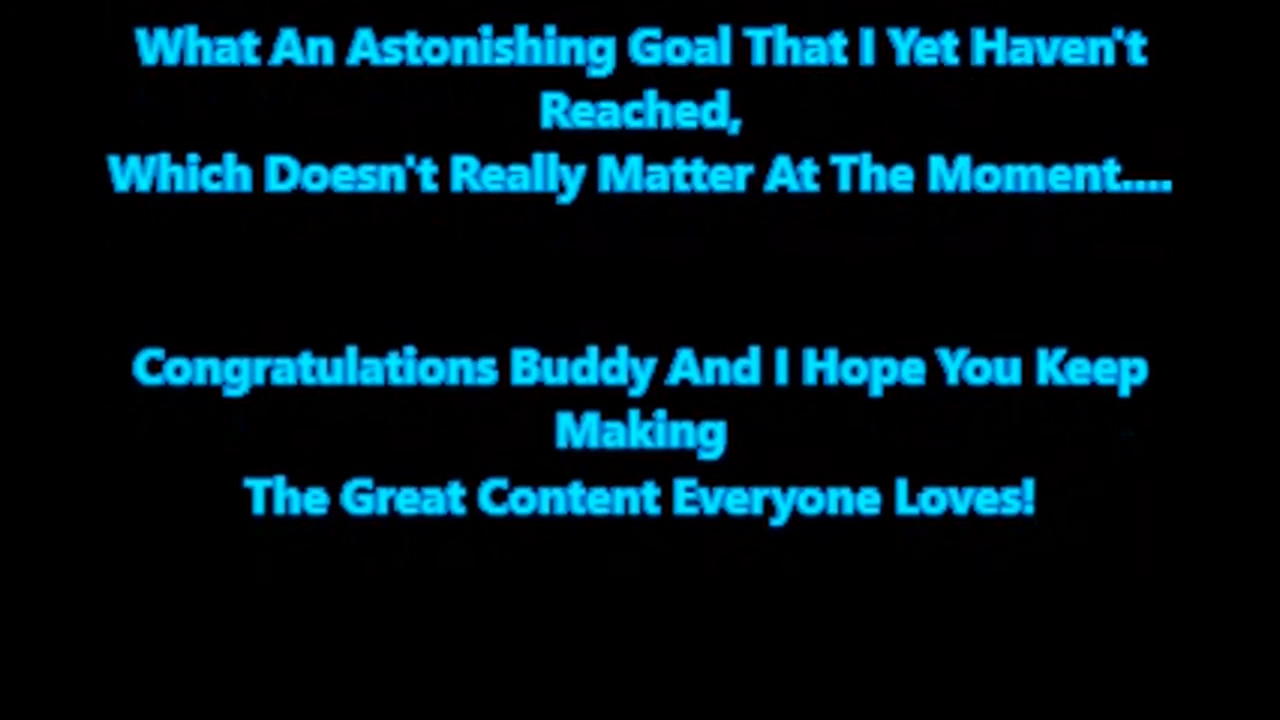 What An Astonishing Goal That I Yet Haven't
Reached,
Which Doesn't Really Matter At The Moment....
Congratulations Buddy And I Hope You Keep
Making
The Great Content Everyone Loves!